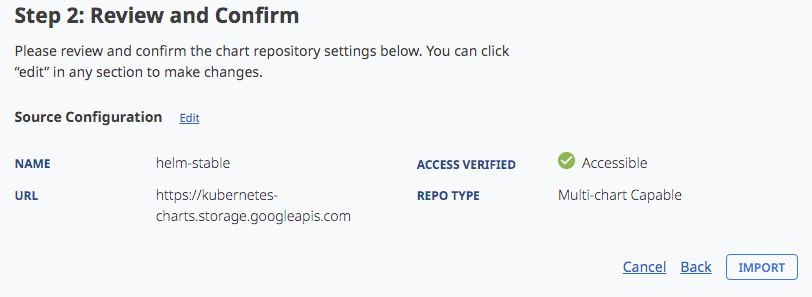 Step 2: Review and Confirm
Please review and confirm the chart repository settings below. You can click
“edit” in any section to make changes.
Source Configuration Edit
NAME helm-stable ACCESS VERIFIED Accessible
URL https://kubernetes- REPO TYPE Multi-chart Capable
charts.storage.googleapis.com
Cancel Back IMPORT